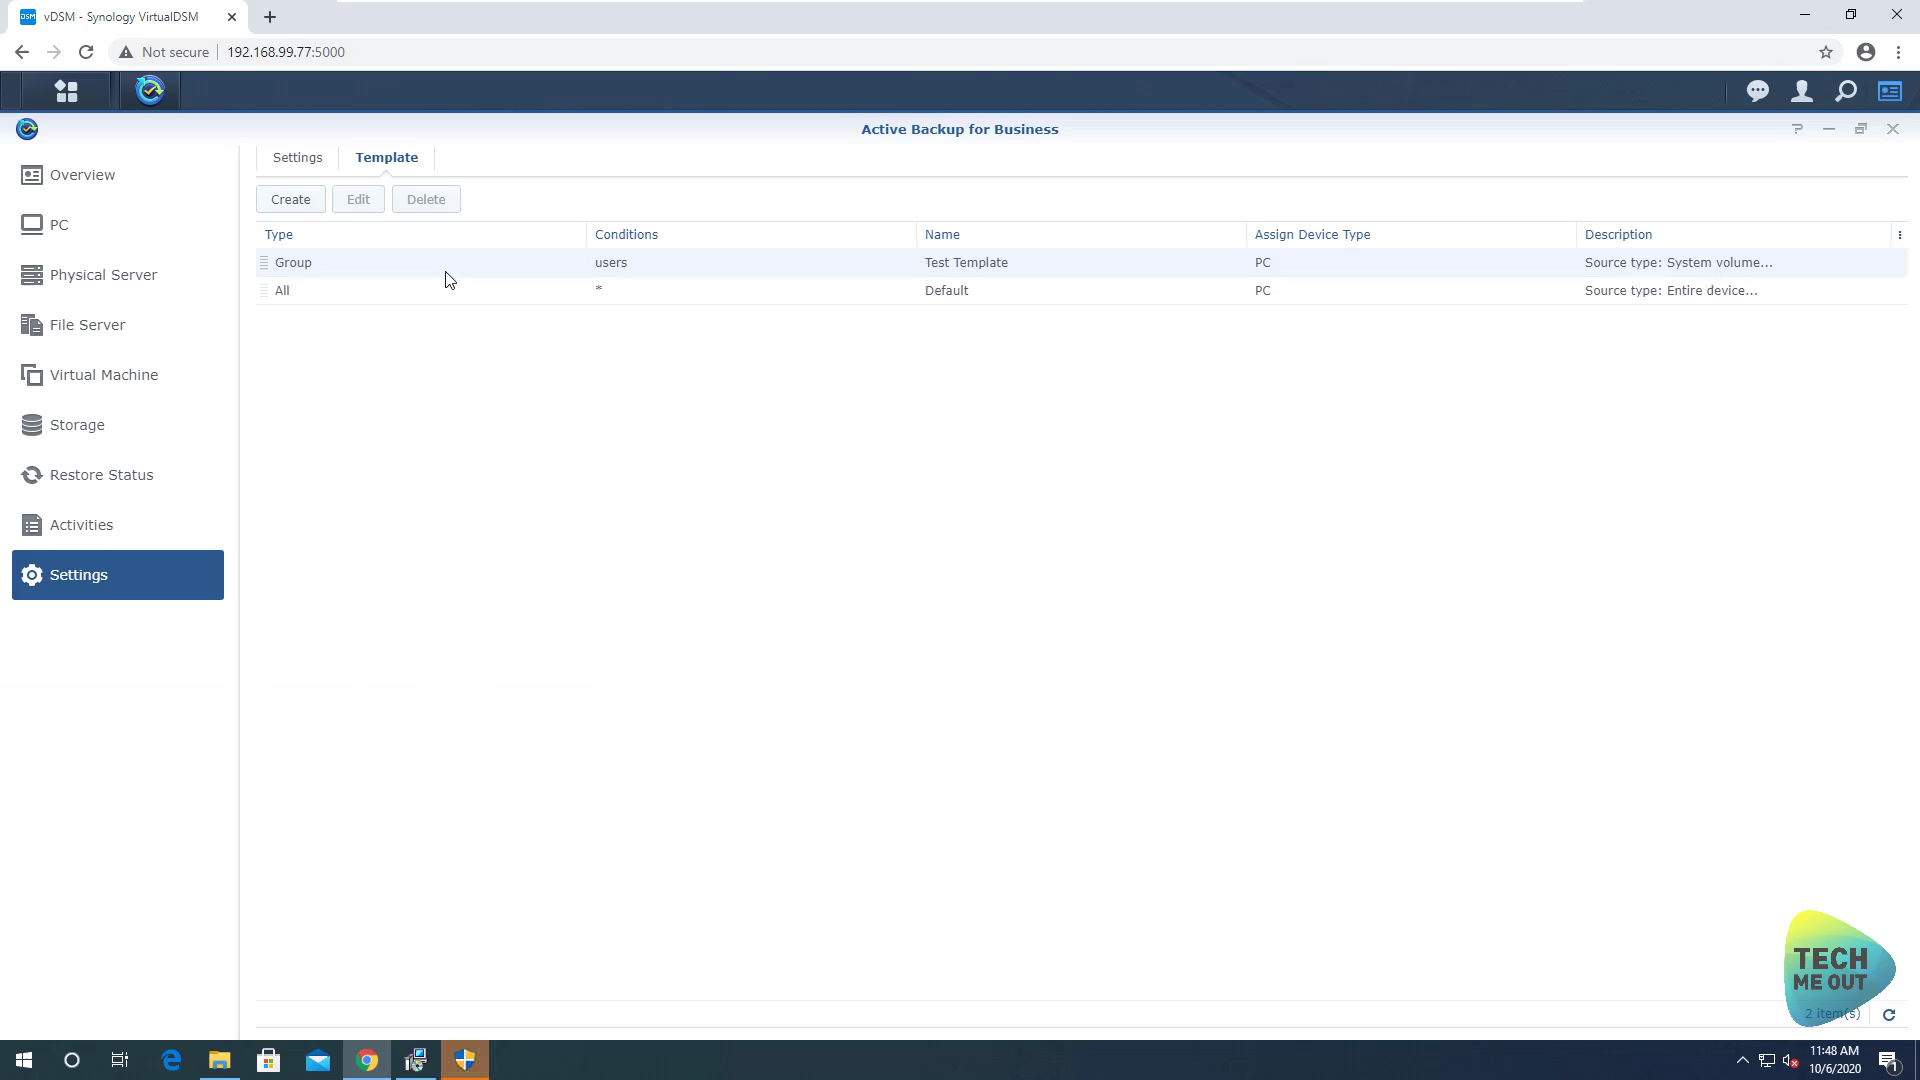 vDSM - Synology VirtualDSM
Not secure
192.168.99.77:5000
Active Backup for Business
Overview
PC
Physical Server
File Server
Virtual Machine
Storage
Restore Status
Activities
Settings
Settings
Template
Create
Edit
Delete
Type
Conditions
Name
Assign Device Type
Description
Group
users
Test Template
PC
Source type: System volume...
All
*
Default
PC
Source type: Entire device...
TECH
ME OUT
2 item(s)
11:48 AM
10/6/2020
1